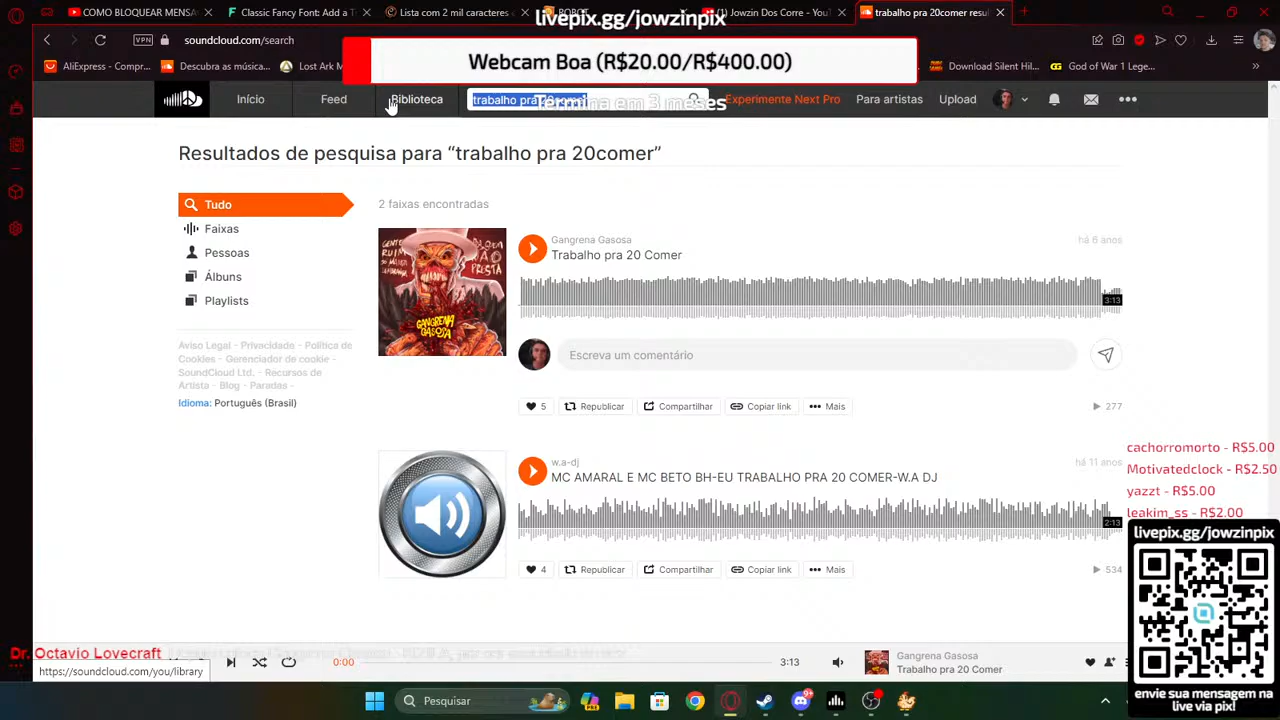 COMO BLOQUEAR MENSA
Classic Fancy Font: Add a T
Lista com 2 mil caracteres
ROBOT
(1) Jowzin Dos Corre - YouT
trabalho pra 20comer resul
livepix.gg/jowzinpix
VPN
soundcloud.com/search
AliExpress - Compr...
Descubra as música...
Lost Ark M
Webcam Boa (R$20.00/R$400.00)
Download Silent Hil...
God of War 1 Lege...
Início
Feed
Biblioteca
trabalho pra 20comer
Termina em 3 meses
Experimente Next Pro
Para artistas
Upload
Resultados de pesquisa para “trabalho pra 20comer”
Tudo
Faixas
Pessoas
Álbuns
Playlists
Aviso Legal - Privacidade - Política de
Cookies - Gerenciador de cookie -
SoundCloud Ltd. - Recursos de
Artista - Blog - Paradas -
Idioma: Português (Brasil)
2 faixas encontradas
GANGRENA
GASOSA
Gangrena Gasosa
há 6 anos
Trabalho pra 20 Comer
3:13
Escreva um comentário
5
Republicar
Compartilhar
Copiar link
Mais
277
w.a-dj
há 11 anos
MC AMARAL E MC BETO BH-EU TRABALHO PRA 20 COMER-W.A DJ
2:13
4
Republicar
Compartilhar
Copiar link
Mais
534
cachorromorto - R$5.00
Motivatedclock - R$2.50
yazzt - R$5.00
leakim_ss - R$2.00
livepix.gg/jowzinpix
envie sua mensagem na
live via pix!
Dr. Octavio Lovecraft
https://soundcloud.com/you/library
0:00
3:13
Gangrena Gasosa
Trabalho pra 20 Comer
Pesquisar